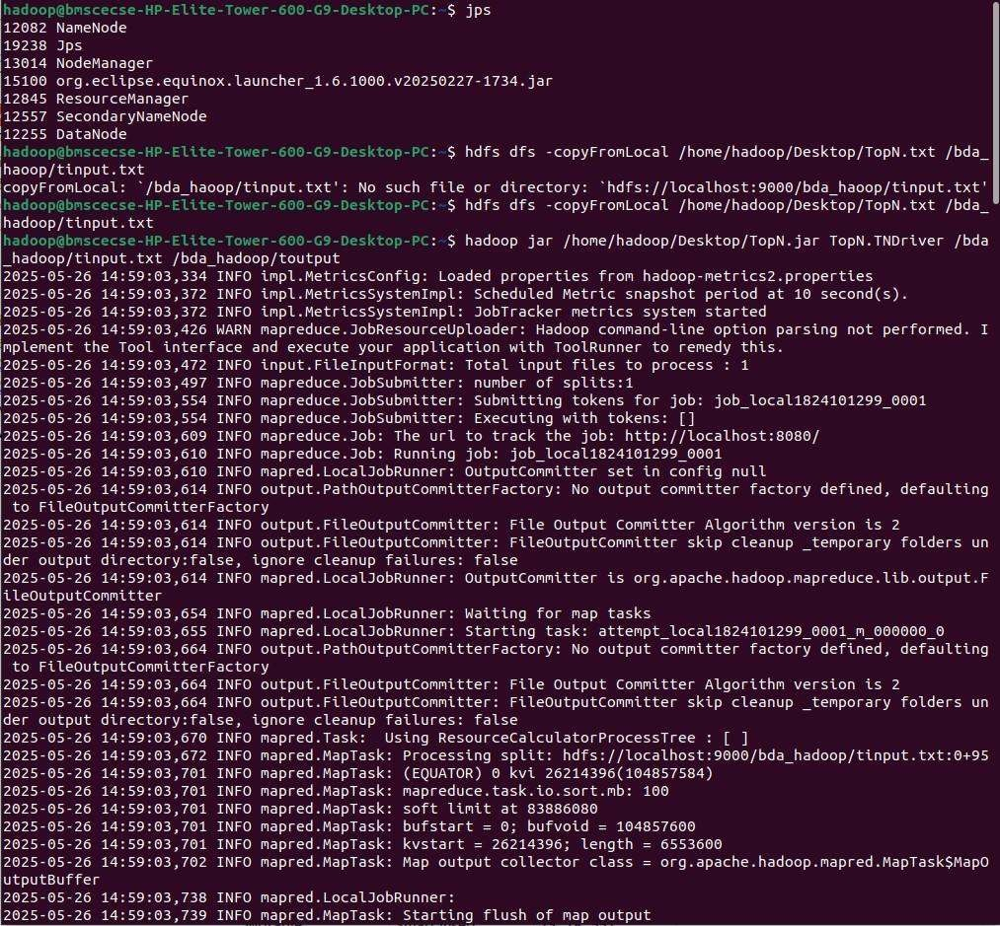 hadoop@bmscecse-HP-Elite-Tower-600-G9-Desktop-PC:~$ jps
12082 NameNode
19238 Jps
13014 NodeManager
15100 org.eclipse.equinox.launcher_1.6.1000.v20250227-1734.jar
12845 ResourceManager
12557 SecondaryNameNode
12255 DataNode
hadoop@bmscecse-HP-Elite-Tower-600-G9-Desktop-PC:~$ hdfs dfs -copyFromLocal /home/hadoop/Desktop/TopN.txt /bda_
haoop/tinput.txt
copyFromLocal: `/bda_haoop/tinput.txt': No such file or directory: `hdfs://localhost:9000/bda_haoop/tinput.txt'
hadoop@bmscecse-HP-Elite-Tower-600-G9-Desktop-PC:~$ hdfs dfs -copyFromLocal /home/hadoop/Desktop/TopN.txt /bda_
hadoop/tinput.txt
hadoop@bmscecse-HP-Elite-Tower-600-G9-Desktop-PC:~$ hadoop jar /home/hadoop/Desktop/TopN.jar TopN.TNDriver /bda
_hadoop/tinput.txt /bda_hadoop/toutput
2025-05-26 14:59:03,334 INFO impl.MetricsConfig: Loaded properties from hadoop-metrics2.properties
2025-05-26 14:59:03,372 INFO impl.MetricsSystemImpl: Scheduled Metric snapshot period at 10 second(s).
2025-05-26 14:59:03,372 INFO impl.MetricsSystemImpl: JobTracker metrics system started
2025-05-26 14:59:03,426 WARN mapreduce.JobResourceUploader: Hadoop command-line option parsing not performed. I
mplement the Tool interface and execute your application with ToolRunner to remedy this.
2025-05-26 14:59:03,472 INFO input.FileInputFormat: Total input files to process : 1
2025-05-26 14:59:03,497 INFO mapreduce.JobSubmitter: number of splits:1
2025-05-26 14:59:03,554 INFO mapreduce.JobSubmitter: Submitting tokens for job: job_local1824101299_0001
2025-05-26 14:59:03,554 INFO mapreduce.JobSubmitter: Executing with tokens: []
2025-05-26 14:59:03,609 INFO mapreduce.Job: The url to track the job: http://localhost:8080/
2025-05-26 14:59:03,610 INFO mapreduce.Job: Running job: job_local1824101299_0001
2025-05-26 14:59:03,610 INFO mapred.LocalJobRunner: OutputCommitter set in config null
2025-05-26 14:59:03,614 INFO output.PathOutputCommitterFactory: No output committer factory defined, defaulting
 to FileOutputCommitterFactory
2025-05-26 14:59:03,614 INFO output.FileOutputCommitter: File Output Committer Algorithm version is 2
2025-05-26 14:59:03,614 INFO output.FileOutputCommitter: FileOutputCommitter skip cleanup _temporary folders un
der output directory:false, ignore cleanup failures: false
2025-05-26 14:59:03,614 INFO mapred.LocalJobRunner: OutputCommitter is org.apache.hadoop.mapreduce.lib.output.F
ileOutputCommitter
2025-05-26 14:59:03,654 INFO mapred.LocalJobRunner: Waiting for map tasks
2025-05-26 14:59:03,655 INFO mapred.LocalJobRunner: Starting task: attempt_local1824101299_0001_m_000000_0
2025-05-26 14:59:03,664 INFO output.PathOutputCommitterFactory: No output committer factory defined, defaulting
 to FileOutputCommitterFactory
2025-05-26 14:59:03,664 INFO output.FileOutputCommitter: File Output Committer Algorithm version is 2
2025-05-26 14:59:03,664 INFO output.FileOutputCommitter: FileOutputCommitter skip cleanup _temporary folders un
der output directory:false, ignore cleanup failures: false
2025-05-26 14:59:03,670 INFO mapred.Task:  Using ResourceCalculatorProcessTree : [ ]
2025-05-26 14:59:03,672 INFO mapred.MapTask: Processing split: hdfs://localhost:9000/bda_hadoop/tinput.txt:0+95
2025-05-26 14:59:03,701 INFO mapred.MapTask: (EQUATOR) 0 kvi 26214396(104857584)
2025-05-26 14:59:03,701 INFO mapred.MapTask: mapreduce.task.io.sort.mb: 100
2025-05-26 14:59:03,701 INFO mapred.MapTask: soft limit at 83886080
2025-05-26 14:59:03,701 INFO mapred.MapTask: bufstart = 0; bufvoid = 104857600
2025-05-26 14:59:03,701 INFO mapred.MapTask: kvstart = 26214396; length = 6553600
2025-05-26 14:59:03,702 INFO mapred.MapTask: Map output collector class = org.apache.hadoop.mapred.MapTask$MapO
utputBuffer
2025-05-26 14:59:03,738 INFO mapred.LocalJobRunner:
2025-05-26 14:59:03,739 INFO mapred.MapTask: Starting flush of map output